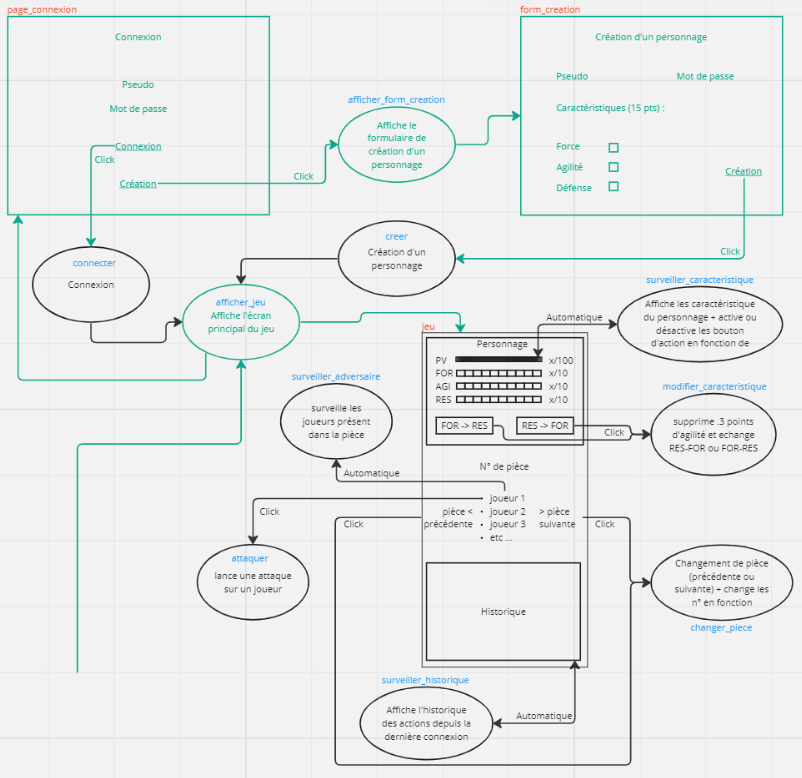 page_connexion
Connexion
Pseudo
Mot de passe
Connexion
Click
Création
Click
afficher_form_creation
Affiche le
formulaire de
création d'un
personnage
form_creation
Création d'un personnage
Pseudo
Mot de passe
Caractéristiques (15 pts) :
Force
Agilité
Défense
Création
Click
connecter
Connexion
creer
Création d'un
personnage
afficher_jeu
Affiche l'écran
principal du jeu
surveiller_caracteristique
Affiche les caractéristique
du personnage + active ou
désactive les bouton
d'action en fonction de
Automatique
jeu
Personnage
PV x/100
FOR x/10
AGI x/10
RES x/10
FOR -> RES
RES -> FOR
Click
modifier_caracteristique
supprime .3 points
d'agilité et echange
RES-FOR ou FOR-RES
surveiller_adversaire
surveille les
joueurs présent
dans la pièce
Automatique
N° de pièce
• Joueur 1
pièce < • joueur 2 > pièce
précédente • joueur 3 suivante
• etc ...
Click
Click
Click
attaquer
lance une attaque
sur un joueur
Changement de pièce
(précédente ou
suivante) + change les
n° en fonction
changer_piece
Historique
surveiller_historique
Affiche l'historique
des actions depuis la
dernière connexion
Automatique